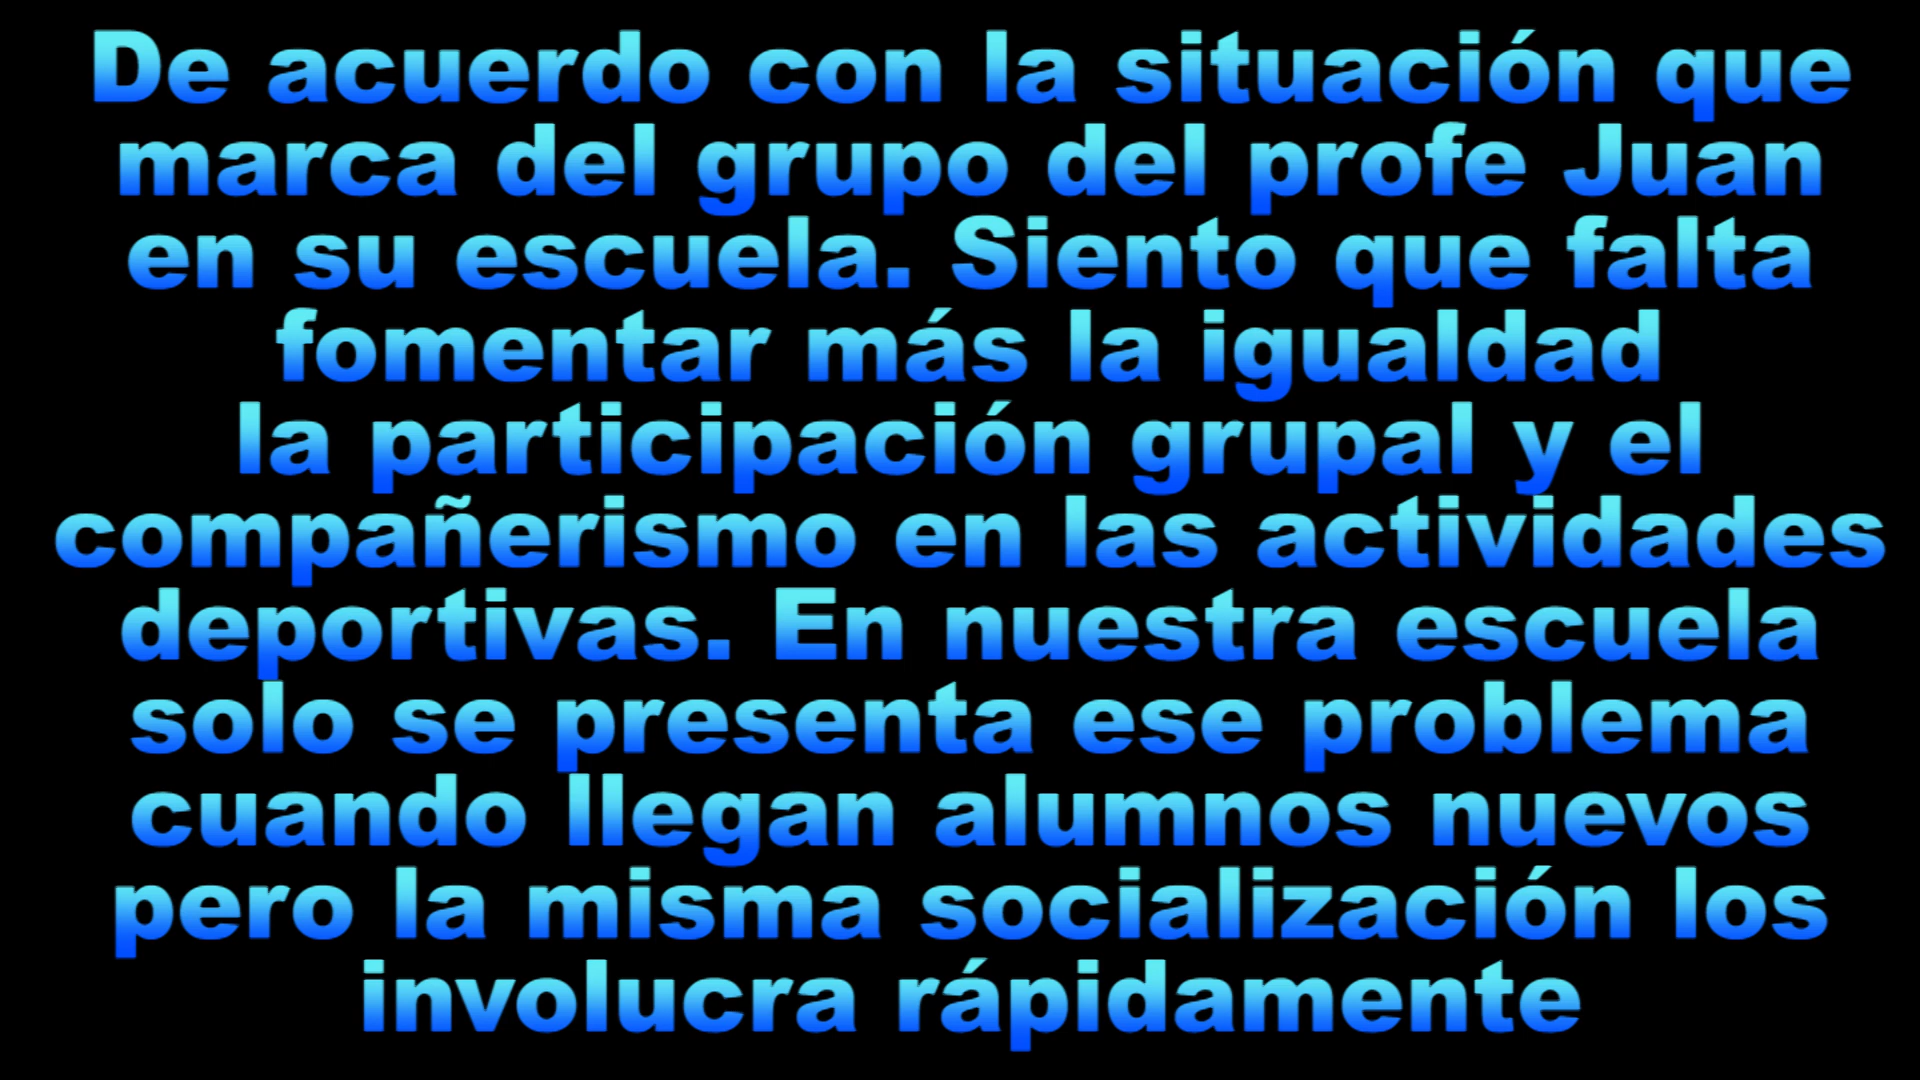 De acuerdo con la situación que
marca del grupo del profe Juan
en su escuela. Siento que falta
fomentar más la igualdad
la participación grupal y el
compañerismo en las actividades
deportivas. En nuestra escuela
solo se presenta ese problema
cuando llegan alumnos nuevos
pero la misma socialización los
involucra rápidamente